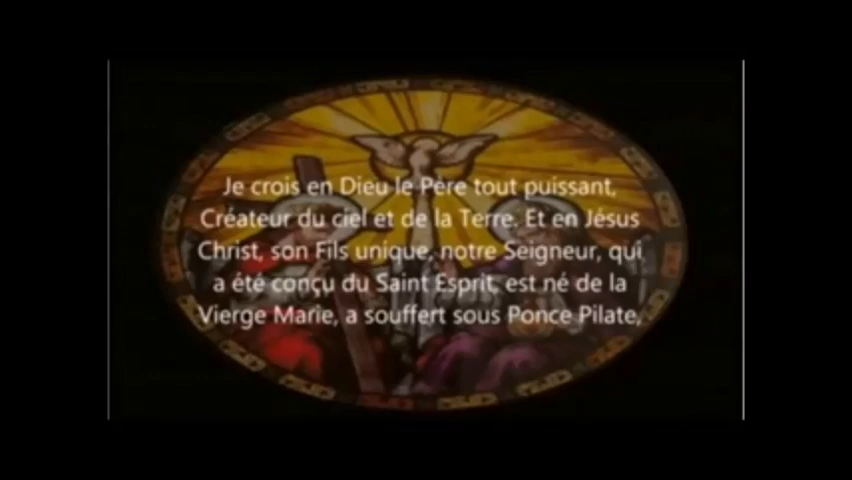 Je crois en Dieu le Père tout puissant,
Créateur du ciel et de la Terre. Et en Jésus
Christ, son Fils unique, notre Seigneur, qui
a été conçu du Saint Esprit, est né de la
Vierge Marie, a souffert sous Ponce Pilate,